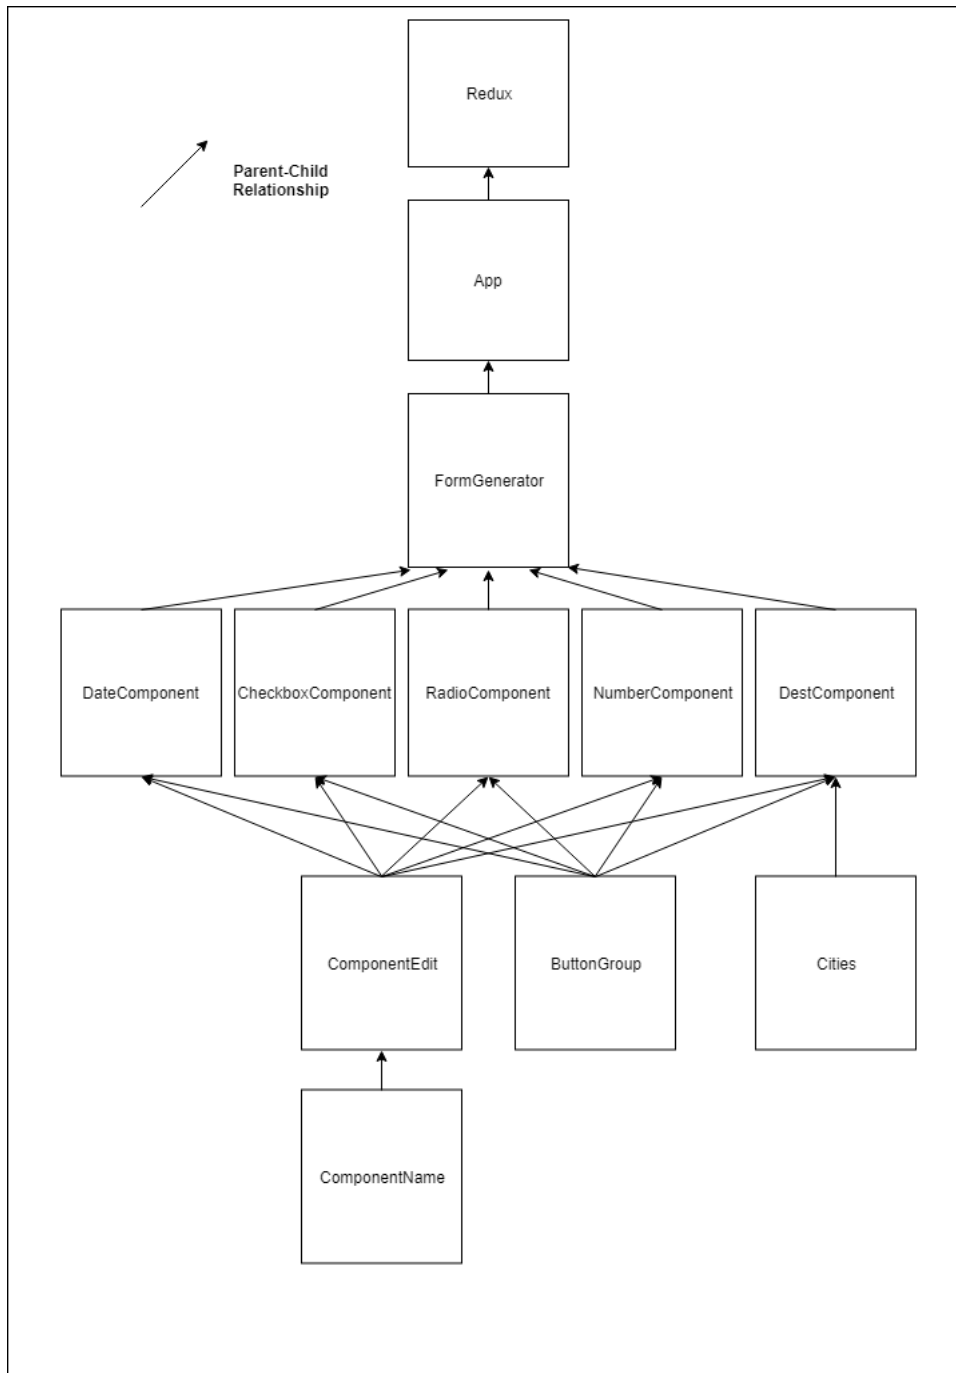 Redux
Parent-Child
Relationship
App
FormGenerator
DateComponent
CheckboxComponent
RadioComponent
NumberComponent
DestComponent
ComponentEdit
ButtonGroup
Cities
ComponentName